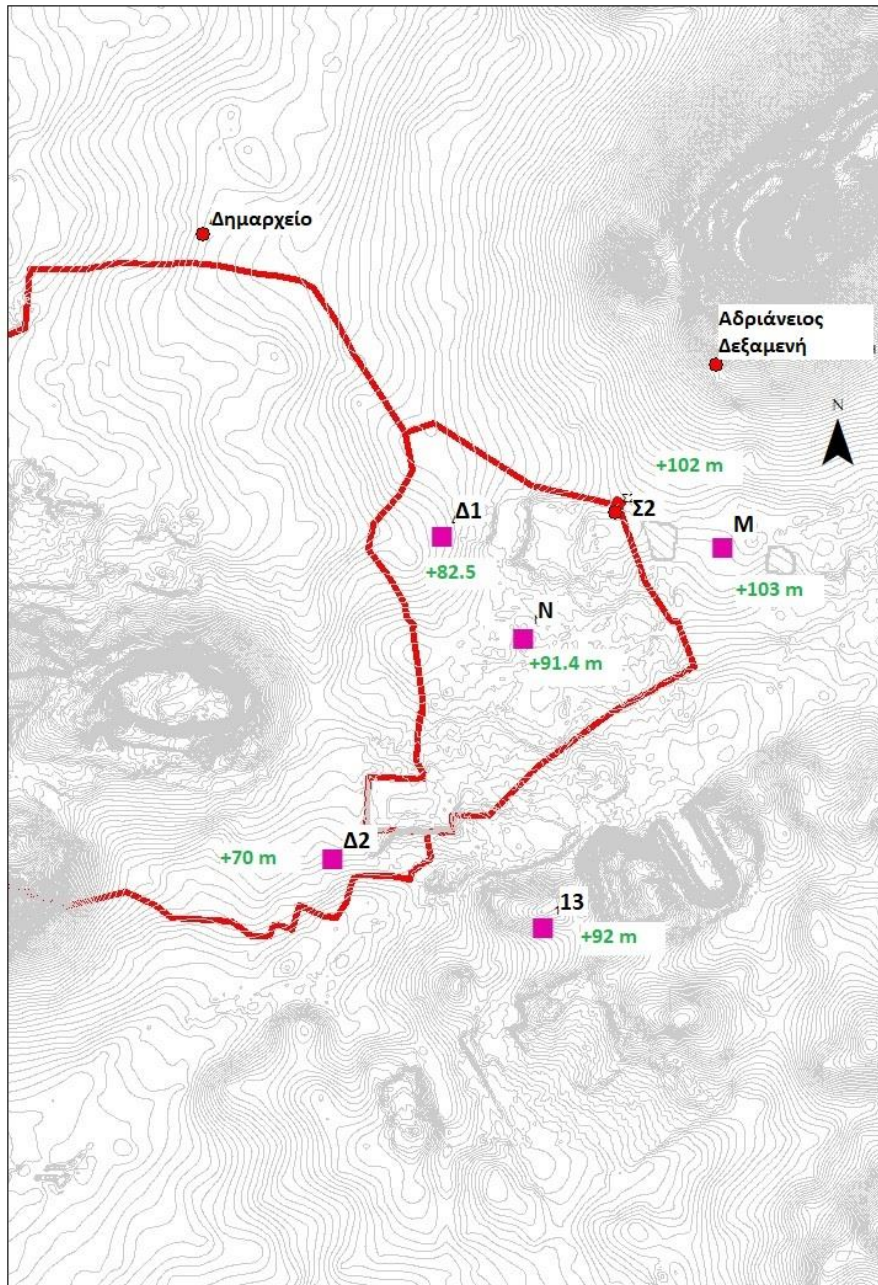 Δημαρχείο
Αδριάνειος
Δεξαμενή
N
+102 m
Σ2
Δ1
M
+82.5
+103 m
N
+91.4 m
Δ2
+70 m
13
+92 m